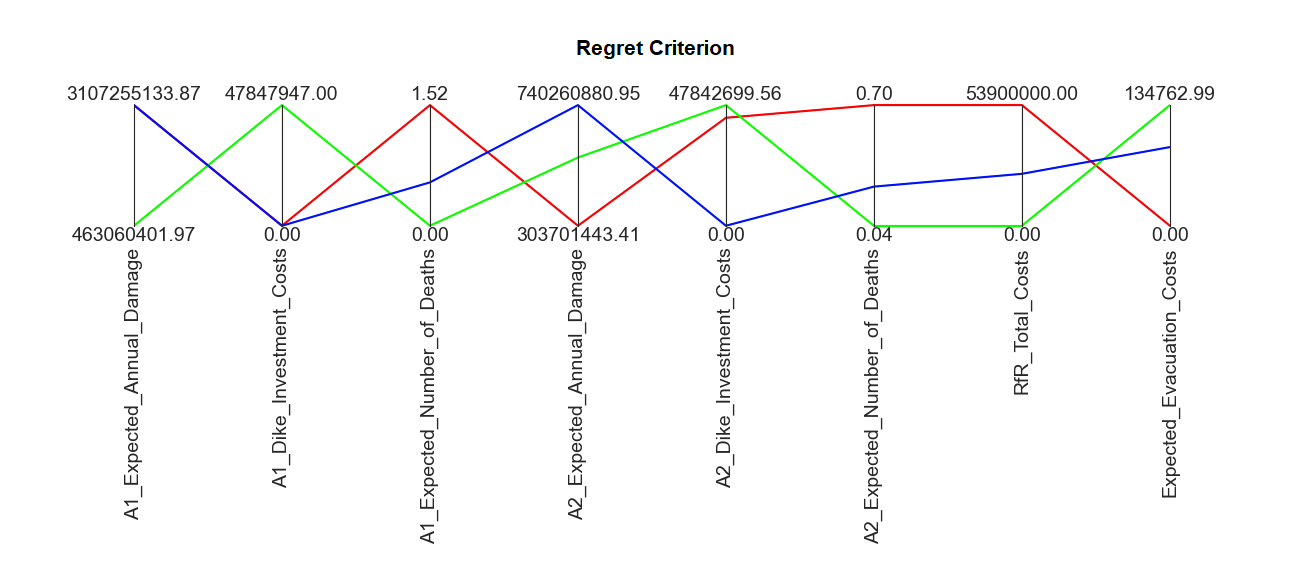 Regret Criterion
3107255133.87 47847947.00 1.52 740260880.95 47842699.56 0.70 53900000.00 134762.99
463060401.97 0.00 0.00 303701443.41 0.00 0.04 0.00 0.00
A1_Expected_Annual_Damage
A1_Dike_Investment_Costs
A1_Expected_Number_of_Deaths
A2_Expected_Annual_Damage
A2_Dike_Investment_Costs
A2_Expected_Number_of_Deaths
RfR_Total_Costs
Expected_Evacuation_Costs